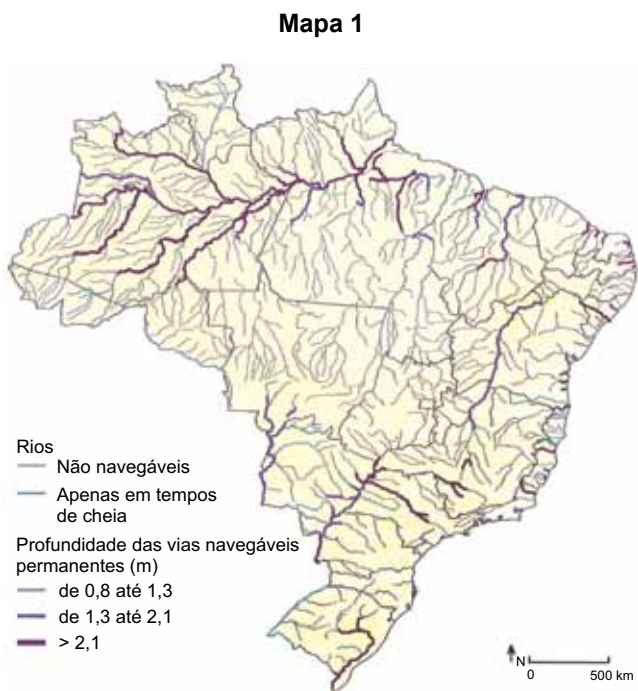 Mapa 1
Rios
Não navegáveis
Apenas em tempos
de cheia
Profundidade das vias navegáveis
permanentes (m)
de 0,8 até 1,3
de 1,3 até 2,1
> 2,1
N
0 500 km